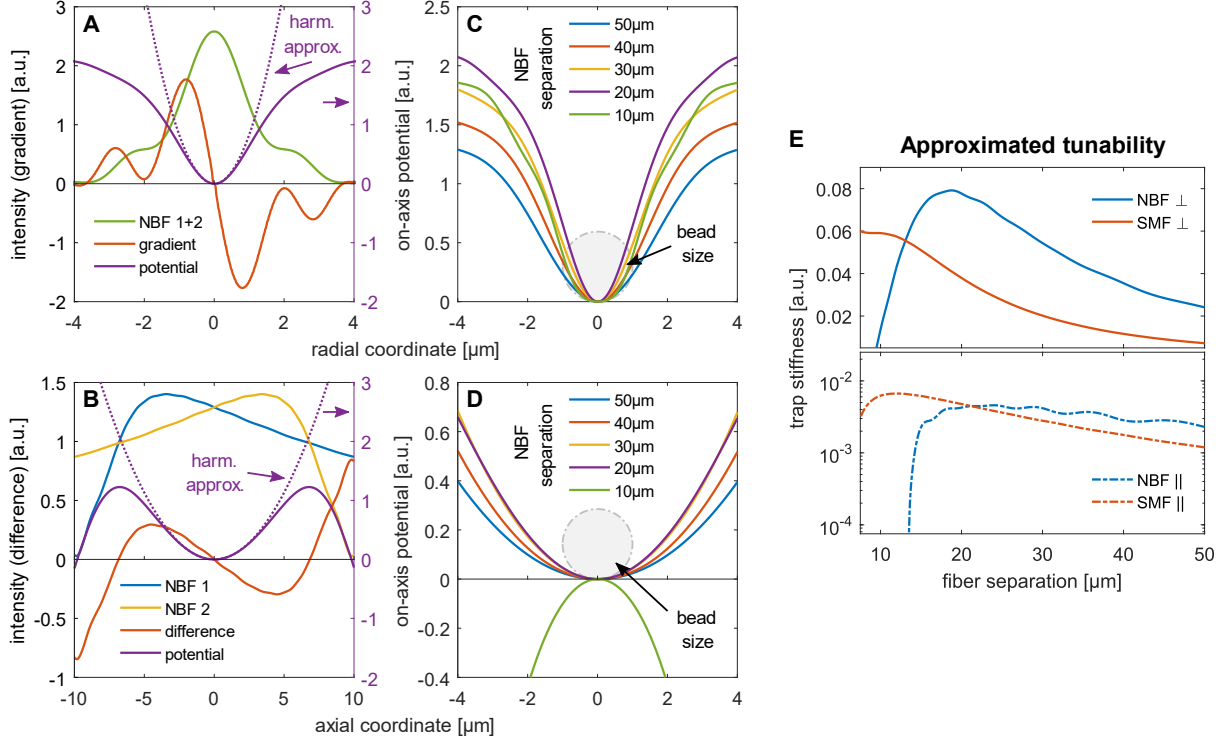 A
3
2
1
0
-1
-2
intensity (gradient) [a.u.]
harm.
approx.
NBF 1+2
gradient
potential
3
2
1
0
-1
-2
-4
-2
0
2
4
C
2.5
2
1.5
1
0.5
0
on-axis potential [a.u.]
NBF
separation
50µm
40µm
30µm
20µm
10µm
bead
size
-4
-2
0
2
4
radial coordinate [µm]
B
1.5
1
0.5
0
-0.5
-1
intensity (difference) [a.u.]
harm.
approx.
NBF 1
NBF 2
difference
potential
3
2
1
0
-1
-2
-10
-5
0
5
10
D
0.8
0.6
0.4
0.2
0
-0.2
-0.4
on-axis potential [a.u.]
NBF
separation
50µm
40µm
30µm
20µm
10µm
bead
size
-4
-2
0
2
4
axial coordinate [µm]
E
Approximated tunability
0.08
0.06
0.04
0.02
NBF ⊥
SMF ⊥
trap stiffness [a.u.]
10⁻²
10⁻³
10⁻⁴
NBF ||
SMF ||
10
20
30
40
50
fiber separation [µm]